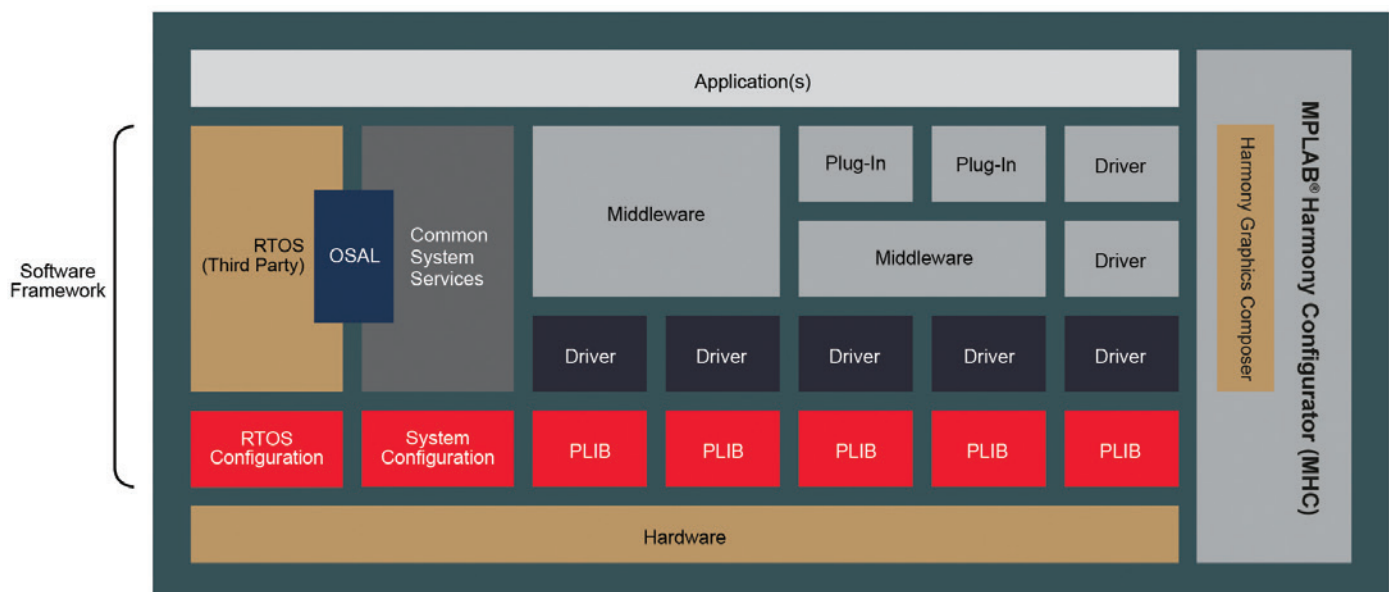 Application(s)
Software
Framework
RTOS
(Third Party)
OSAL
Common
System
Services
Middleware
Plug-In
Plug-In
Driver
Middleware
Driver
Driver
Driver
Driver
Driver
Driver
RTOS
Configuration
System
Configuration
PLIB
PLIB
PLIB
PLIB
PLIB
Hardware
Harmony Graphics Composer
MPLAB® Harmony Configurator (MHC)